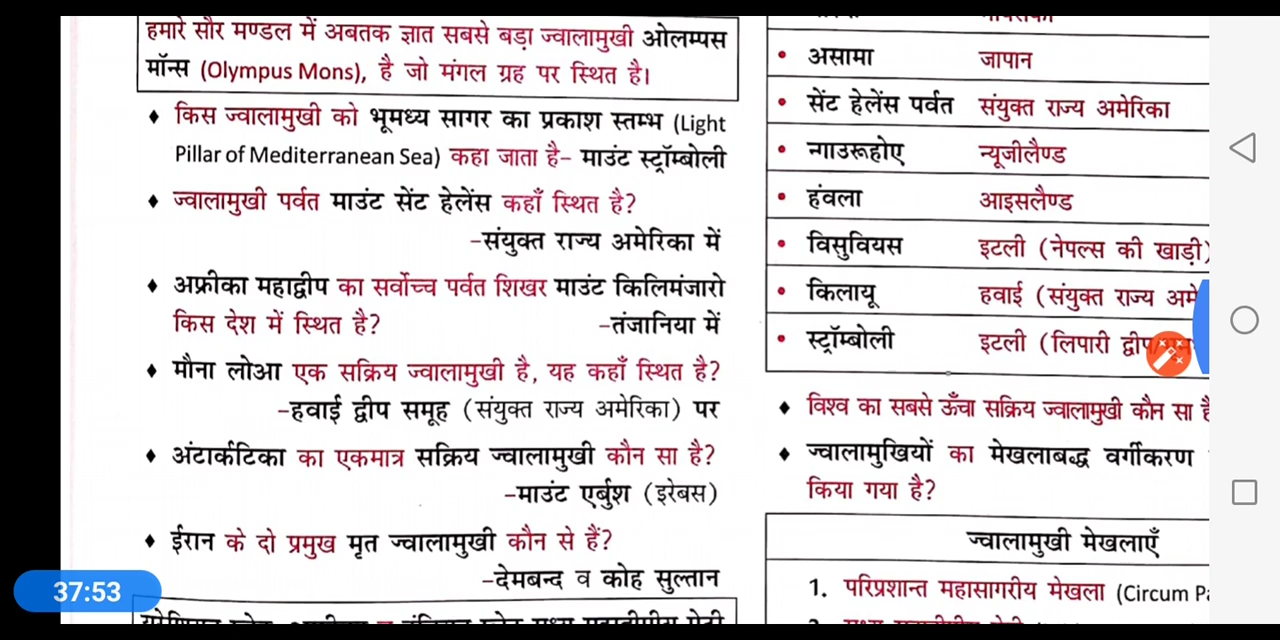 हमारे सौर मण्डल में अबतक ज्ञात सबसे बड़ा ज्वालामुखी ओलम्पस
मॉन्स (Olympus Mons), है जो मंगल ग्रह पर स्थित है।
♦ किस ज्वालामुखी को भूमध्य सागर का प्रकाश स्तम्भ (Light
Pillar of Mediterranean Sea) कहा जाता है– माउंट स्ट्रॉम्बोली
♦ ज्वालामुखी पर्वत माउंट सेंट हेलेंस कहाँ स्थित है?
–संयुक्त राज्य अमेरिका में
♦ अफ्रीका महाद्वीप का सर्वोच्च पर्वत शिखर माउंट किलिमंजारो
किस देश में स्थित है? –तंजानिया में
♦ मौना लोआ एक सक्रिय ज्वालामुखी है, यह कहाँ स्थित है?
–हवाई द्वीप समूह (संयुक्त राज्य अमेरिका) पर
♦ अंटार्कटिका का एकमात्र सक्रिय ज्वालामुखी कौन सा है?
–माउंट एर्बुश (इरेबस)
♦ ईरान के दो प्रमुख मृत ज्वालामुखी कौन से हैं?
–देमबन्द व कोह सुल्तान
37:53
• असामा जापान
• सेंट हेलेंस पर्वत संयुक्त राज्य अमेरिका
• न्गाउरूहोए न्यूजीलैण्ड
• हंवला आइसलैण्ड
• विसुवियस इटली (नेपल्स की खाड़ी)
• किलायू हवाई (संयुक्त राज्य
• स्ट्रॉम्बोली इटली (लिपारी द्वीप
♦ विश्व का सबसे ऊँचा सक्रिय ज्वालामुखी कौन सा
♦ ज्वालामुखियों का मेखलाबद्ध वर्गीकरण
किया गया है?
ज्वालामुखी मेखलाएँ
1. परिप्रशान्त महासागरीय मेखला (Circum